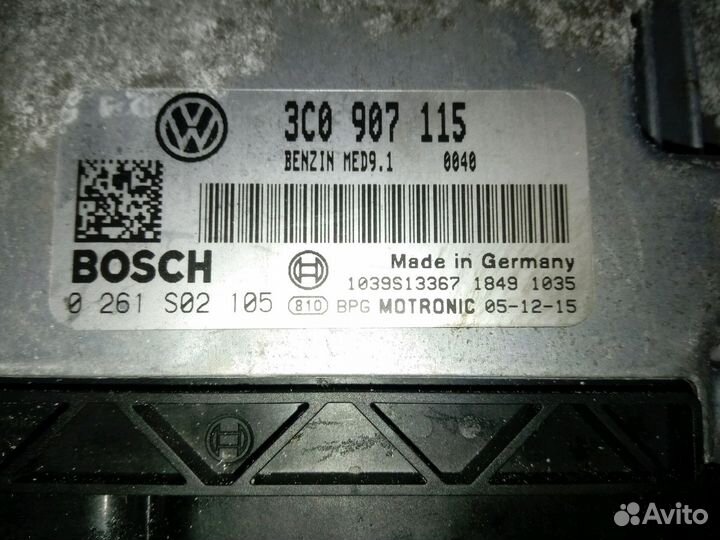 3C0 907 115
BENZIN MED9.1 0040
BOSCH
Made in Germany
1039S13367 1849 1035
0 261 S02 105 810 BPG MOTRONIC 05-12-15
Avito